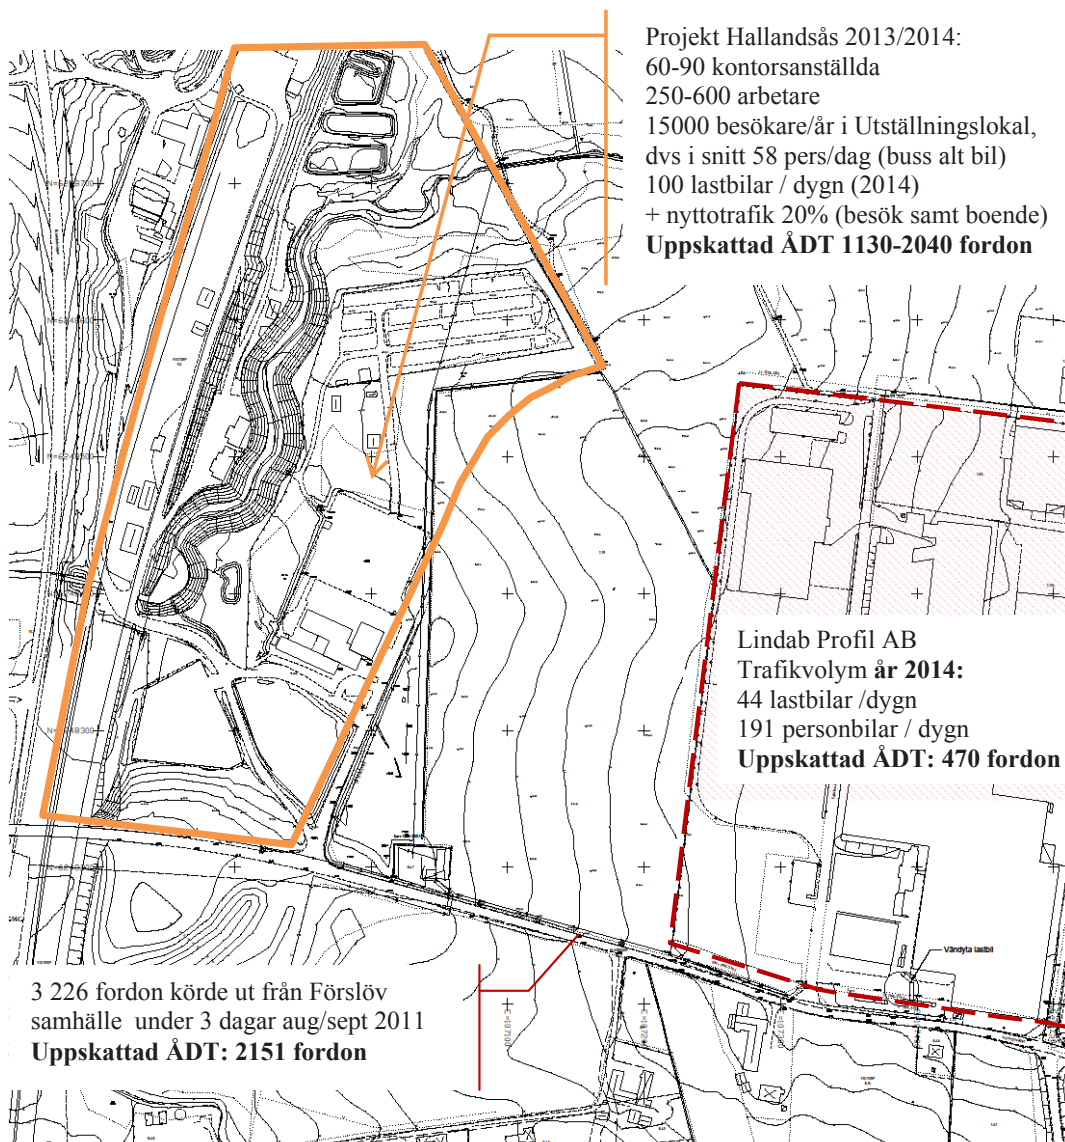 Projekt Hallandsås 2013/2014:
60-90 kontorsanställda
250-600 arbetare
15000 besökare/år i Utställningslokal,
dvs i snitt 58 pers/dag (buss alt bil)
100 lastbilar / dygn (2014)
+ nyttotrafik 20% (besök samt boende)
Uppskattad ÅDT 1130-2040 fordon
Lindab Profil AB
Trafikvolym år 2014:
44 lastbilar /dygn
191 personbilar / dygn
Uppskattad ÅDT: 470 fordon
Vändyta lastbil
3 226 fordon körde ut från Förslöv
samhälle under 3 dagar aug/sept 2011
Uppskattad ÅDT: 2151 fordon